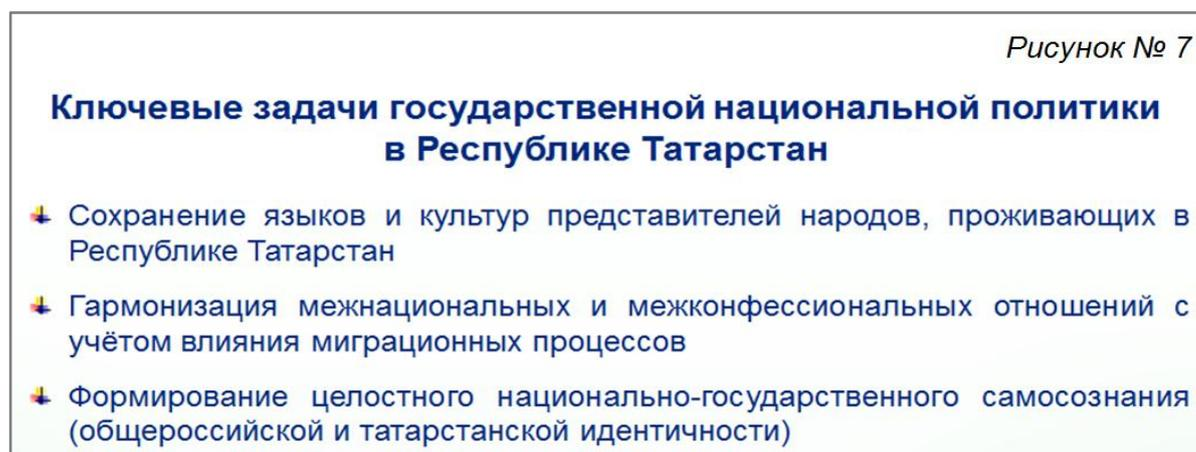 Рисунок № 7
Ключевые задачи государственной национальной политики
в Республике Татарстан
Сохранение языков и культур представителей народов, проживающих в
Республике Татарстан
Гармонизация межнациональных и межконфессиональных отношений с
учётом влияния миграционных процессов
Формирование целостного национально-государственного самосознания
(общероссийской и татарстанской идентичности)